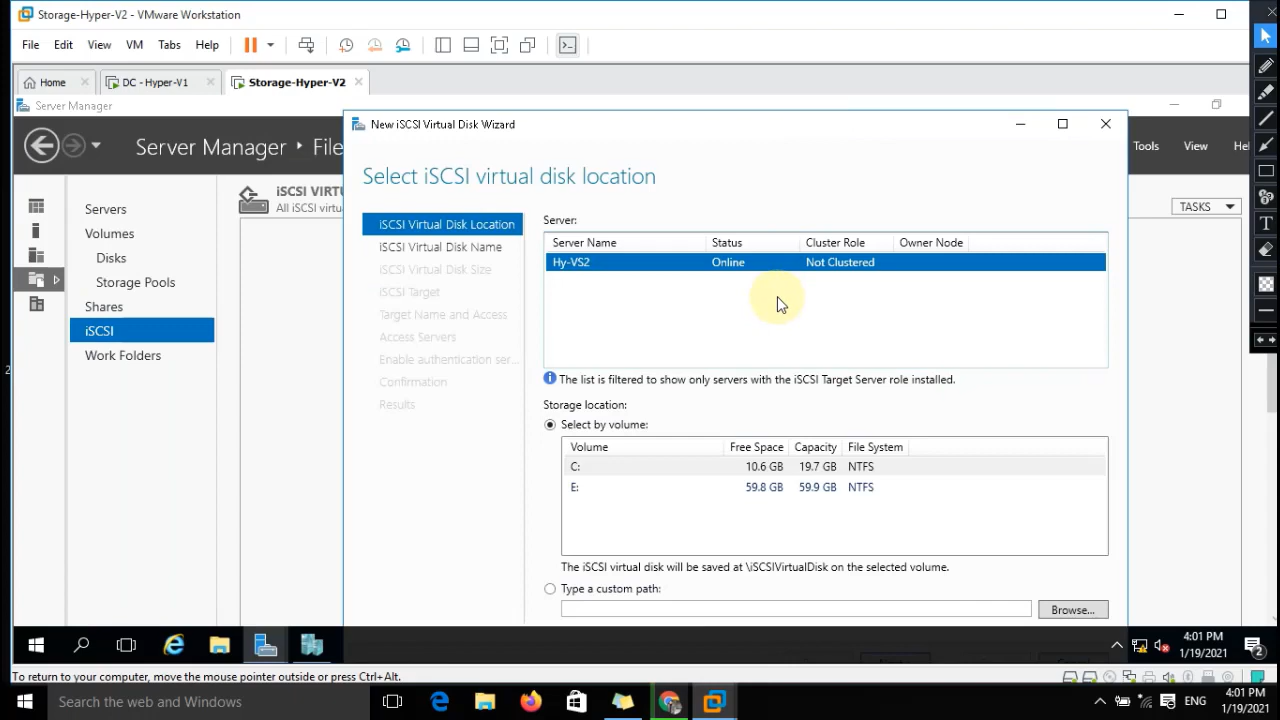 Storage-Hyper-V2 - VMware Workstation
File Edit View VM Tabs Help
Home DC - Hyper-V1 Storage-Hyper-V2
Server Manager
New iSCSI Virtual Disk Wizard
Server Manager File
Tools View Hel
Select iSCSI virtual disk location
iSCSI VIRTU
All iSCSI virtu
TASKS
Servers
Volumes
Disks
Storage Pools
Shares
iSCSI
Work Folders
iSCSI Virtual Disk Location
iSCSI Virtual Disk Name
iSCSI Virtual Disk Size
iSCSI Target
Target Name and Access
Access Servers
Enable authentication ser...
Confirmation
Results
Server:
Server Name Status Cluster Role Owner Node
Hy-VS2 Online Not Clustered
The list is filtered to show only servers with the iSCSI Target Server role installed.
Storage location:
Select by volume:
Volume Free Space Capacity File System
C: 10.6 GB 19.7 GB NTFS
E: 59.8 GB 59.9 GB NTFS
The iSCSI virtual disk will be saved at \iSCSIVirtualDisk on the selected volume.
Type a custom path:
Browse...
4:01 PM
1/19/2021
2
To return to your computer, move the mouse pointer outside or press Ctrl+Alt.
Search the web and Windows
ENG
4:01 PM
1/19/2021